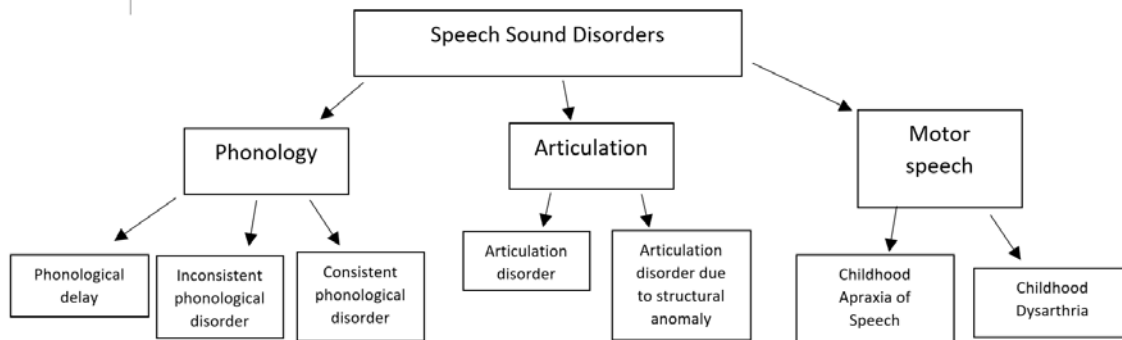 Speech Sound Disorders
Phonology
Articulation
Motor
speech
Phonological
delay
Inconsistent
phonological
disorder
Consistent
phonological
disorder
Articulation
disorder
Articulation
disorder due
to structural
anomaly
Childhood
Apraxia of
Speech
Childhood
Dysarthria